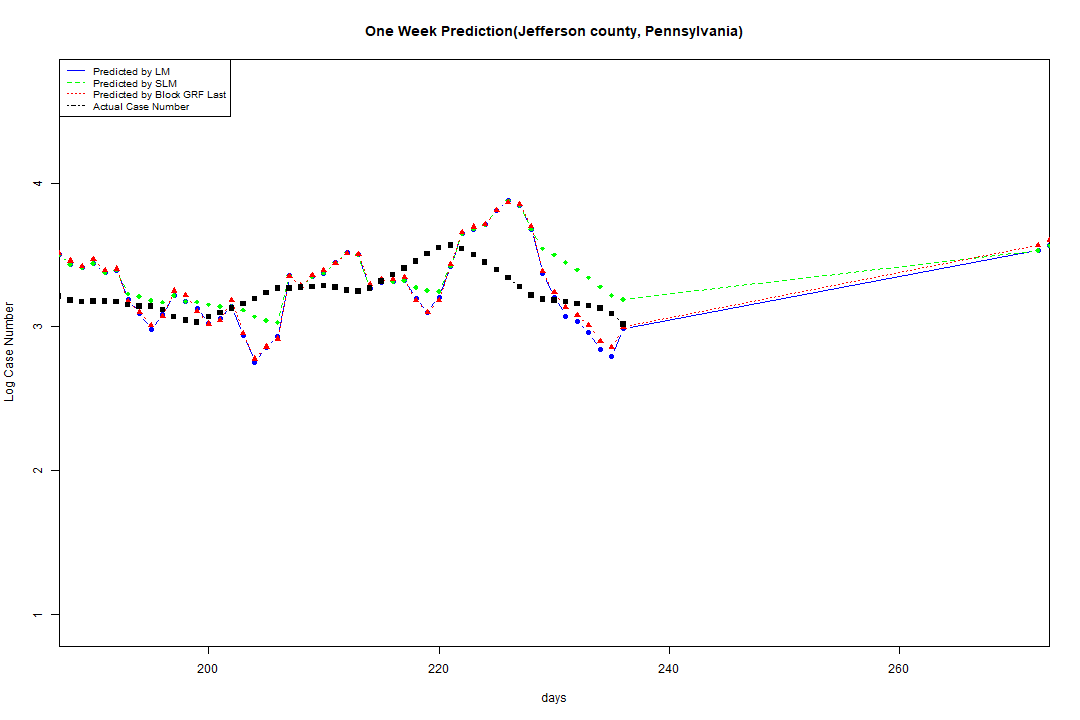 One Week Prediction(Jefferson county, Pennsylvania)
Predicted by LM
Predicted by SLM
Predicted by Block GRF Last
Actual Case Number
4
3
2
1
Log Case Number
200 220 240 260
days